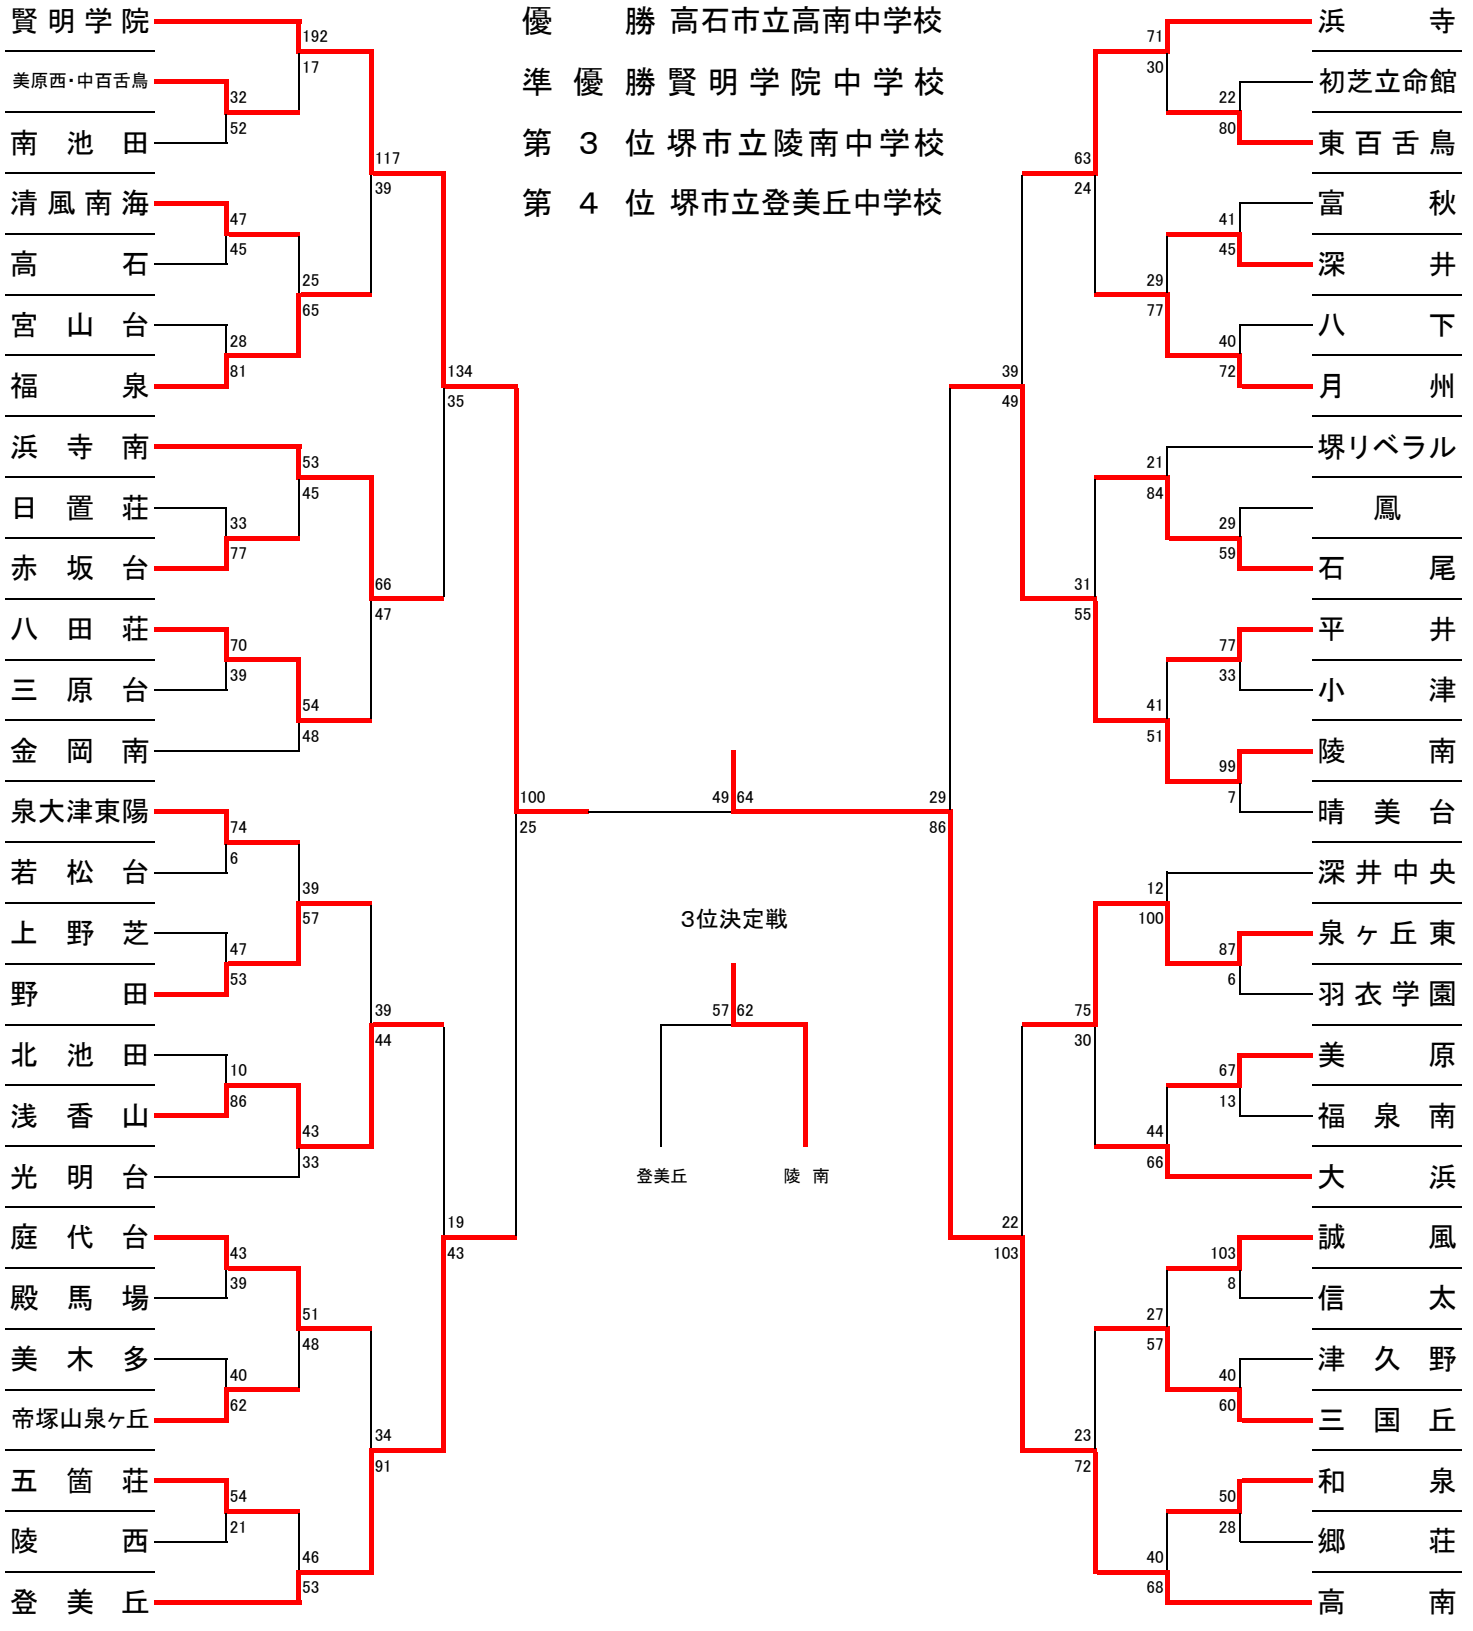 優勝 高石市立高南中学校
準優勝 賢明学院中学校
第3位 堺市立陵南中学校
第4位 堺市立登美丘中学校
賢明学院
192
17
美原西・中百舌鳥
32
52
南池田
117
39
清風南海
47
45
高石
25
65
宮山台
28
81
福泉
134
35
浜寺南
53
45
日置荘
33
77
赤坂台
66
47
八田荘
70
39
三原台
54
48
金岡南
100
25
泉大津東陽
74
6
若松台
39
57
上野芝
47
53
野田
39
44
北池田
10
86
浅香山
43
33
光明台
19
43
庭代台
43
39
殿馬場
51
48
美木多
40
62
帝塚山泉ヶ丘
34
91
五箇荘
54
21
陵西
46
53
登美丘
49 64
3位決定戦
57 62
登美丘 陵南
浜寺
71
30
初芝立命館
22
80
東百舌鳥
63
24
富秋
41
45
深井
29
77
八下
40
72
月州
39
49
堺リベラル
21
84
鳳
29
59
石尾
31
55
平井
77
33
小津
41
51
陵南
99
7
晴美台
29
86
深井中央
12
100
泉ヶ丘東
87
6
羽衣学園
75
30
美原
67
13
福泉南
44
66
大浜
22
103
誠風
103
8
信太
27
57
津久野
40
60
三国丘
23
72
和泉
50
28
郷荘
40
68
高南